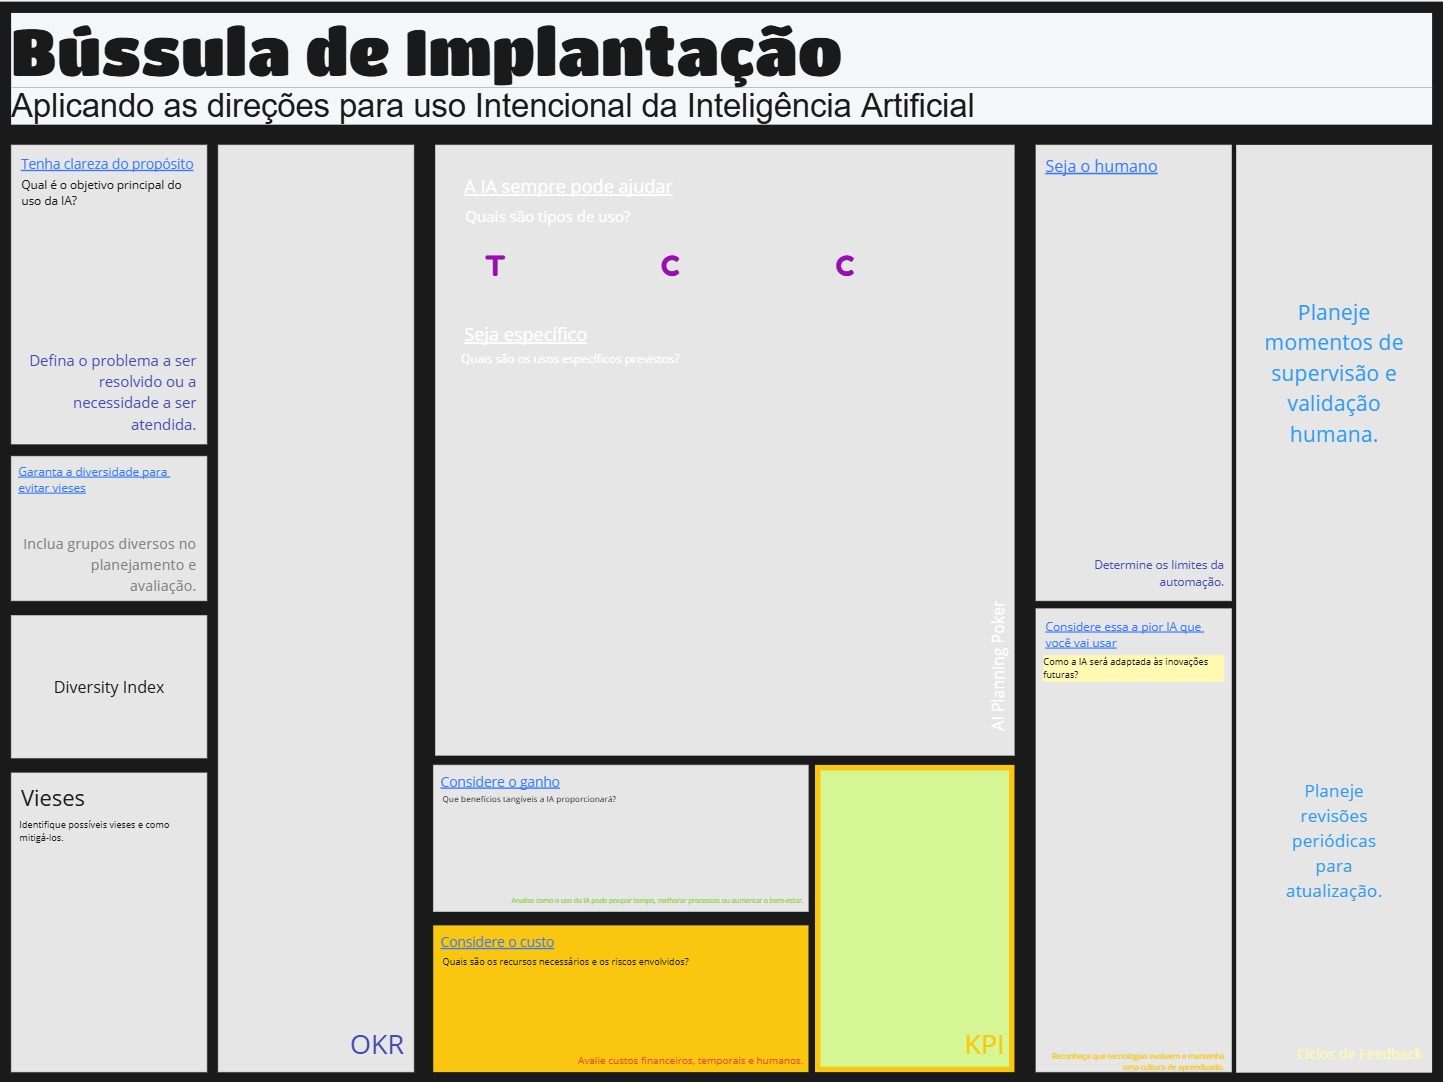 Bússula de Implantação
Aplicando as direções para uso Intencional da Inteligência Artificial
Tenha clareza do propósito
Qual é o objetivo principal do
uso da IA?
Defina o problema a ser
resolvido ou a
necessidade a ser
atendida.
Garanta a diversidade para
evitar vieses
Inclua grupos diversos no
planejamento e
avaliação.
Diversity Index
Vieses
Identifique possíveis vieses e como
mitigá-los.
OKR
A IA sempre pode ajudar
Quais são tipos de uso?
T C C
Seja específico
Quais são os usos específicos previstos?
AI Planning Poker
Considere o ganho
Que benefícios tangíveis a IA proporcionará?
Analise como o uso da IA pode poupar tempo, melhorar processos ou aumentar o bem-estar.
Considere o custo
Quais são os recursos necessários e os riscos envolvidos?
Avalie custos financeiros, temporais e humanos.
KPI
Seja o humano
Determine os limites da
automação.
Considere essa a pior IA que
você vai usar
Como a IA será adaptada às inovações
futuras?
Reconheça que tecnologias evoluem e mantenha
uma cultura de aprendizado.
Planeje
momentos de
supervisão e
validação
humana.
Planeje
revisões
periódicas
para
atualização.
Ciclos de Feedback